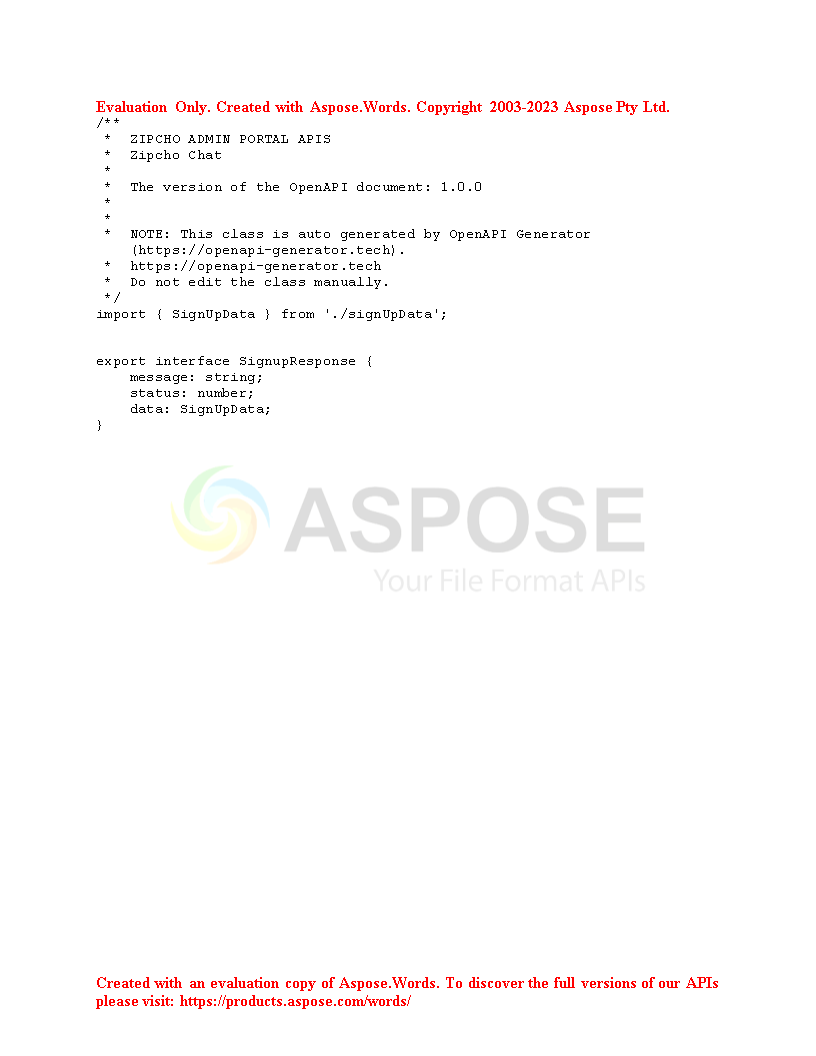 Evaluation Only. Created with Aspose.Words. Copyright 2003-2023 Aspose Pty Ltd.
/**
 *  ZIPCHO ADMIN PORTAL APIS
 *  Zipcho Chat
 *
 *  The version of the OpenAPI document: 1.0.0
 *
 *
 *  NOTE: This class is auto generated by OpenAPI Generator
    (https://openapi-generator.tech).
 *  https://openapi-generator.tech
 *  Do not edit the class manually.
 */
import { SignUpData } from './signUpData';
export interface SignupResponse {
    message: string;
    status: number;
    data: SignUpData;
}
ASPOSE
Your File Format APIs
Created with an evaluation copy of Aspose.Words. To discover the full versions of our APIs
please visit: https://products.aspose.com/words/